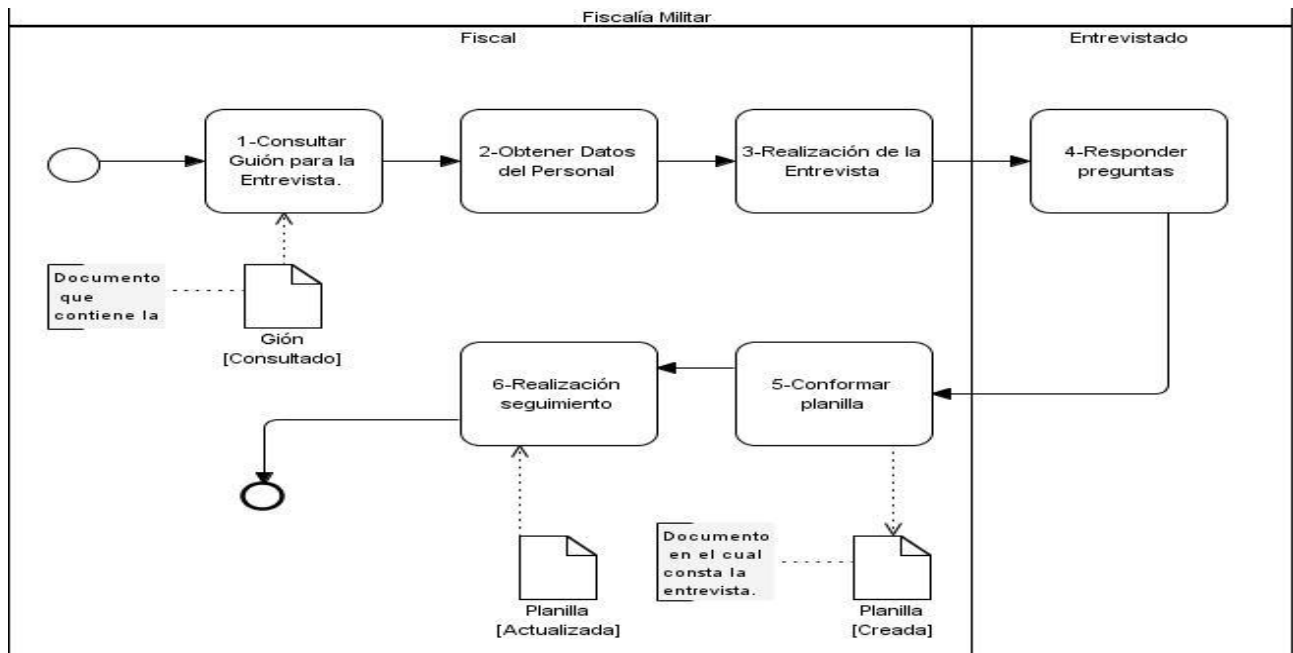 Fiscalía Militar
Fiscal
Entrevistado
1-Consultar
Guión para la
Entrevista.
2-Obtener Datos
del Personal
3-Realización de la
Entrevista
4-Responder
preguntas
Documento
que
contiene la
Gión
[Consultado]
6-Realización
seguimiento
5-Conformar
planilla
Documento
en el cual
consta la
entrevista.
Planilla
[Actualizada]
Planilla
[Creada]